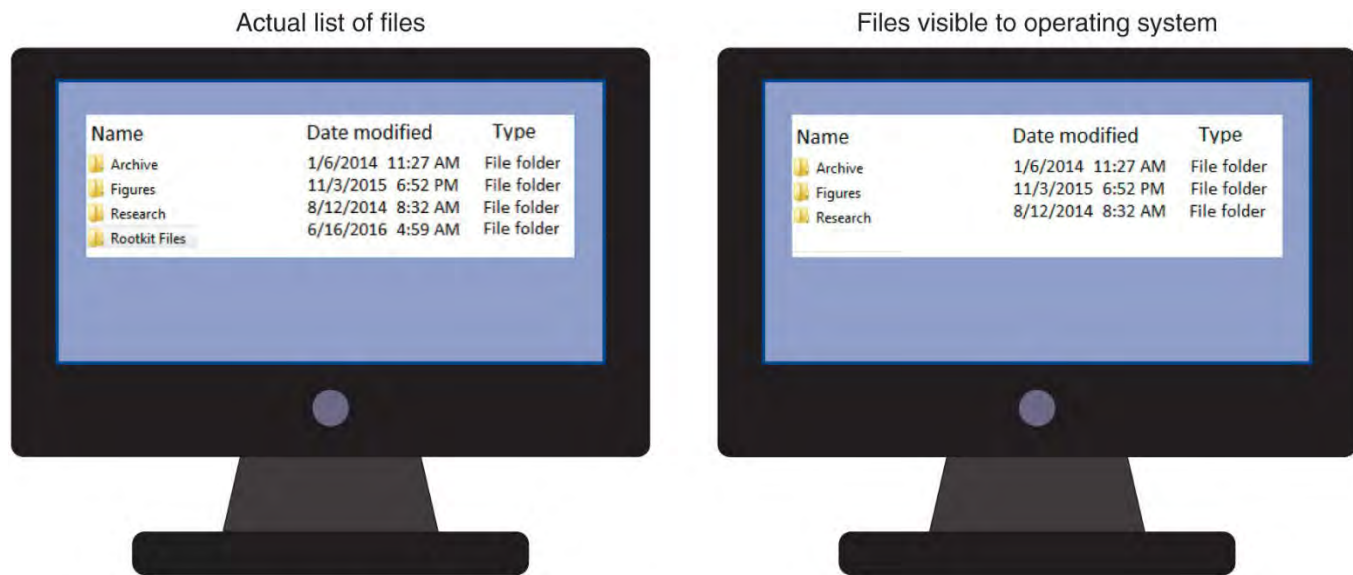 Actual list of files
Name Date modified Type
Archive 1/6/2014 11:27 AM File folder
Figures 11/3/2015 6:52 PM File folder
Research 8/12/2014 8:32 AM File folder
Rootkit Files 6/16/2016 4:59 AM File folder
Files visible to operating system
Name Date modified Type
Archive 1/6/2014 11:27 AM File folder
Figures 11/3/2015 6:52 PM File folder
Research 8/12/2014 8:32 AM File folder